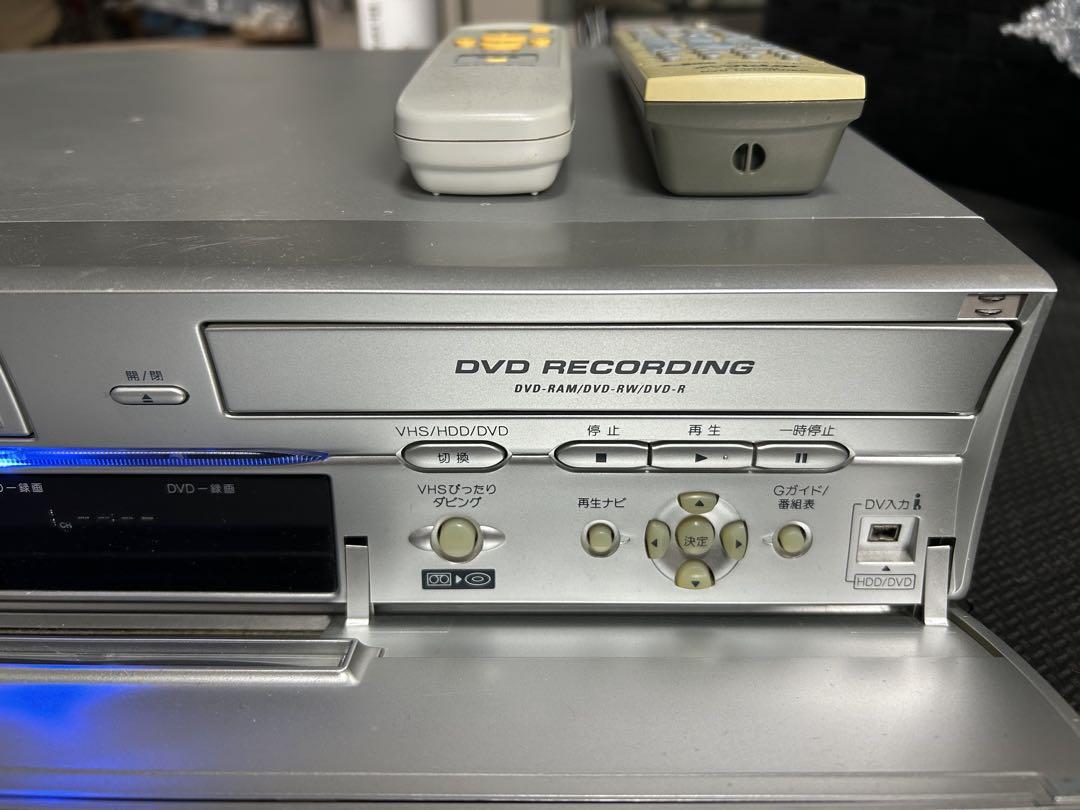 開/閉
DVD RECORDING
DVD-RAM/DVD-RW/DVD-R
VHS/HDD/DVD
切換
停止
再生
一時停止
録画
DVD一録画
CH
VHSぴったり
ダビング
再生ナビ
決定
Gガイド/
番組表
DV入力 i
HDD/DVD